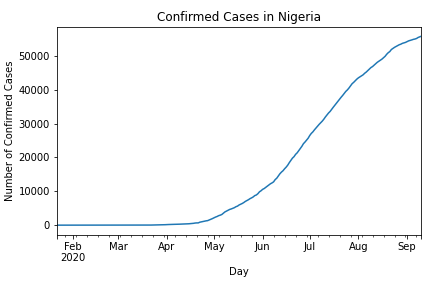 Confirmed Cases in Nigeria
Number of Confirmed Cases
50000
40000
30000
20000
10000
0
Feb Mar Apr May Jun Jul Aug Sep
2020
Day